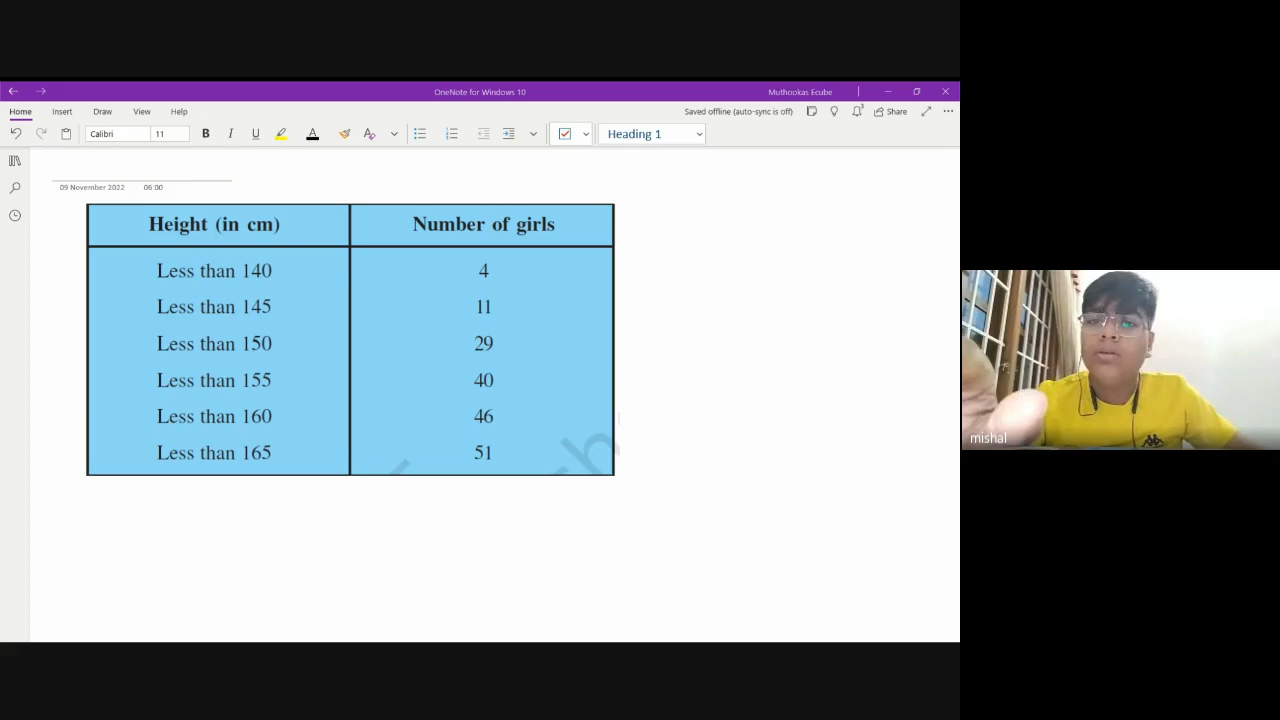 OneNote for Windows 10
Muthookas Ecube
Home Insert Draw View Help
Saved offline (auto-sync is off)
Share
Calibri 11 B I U A Heading 1
09 November 2022 06:00
Height (in cm) Number of girls
Less than 140 4
Less than 145 11
Less than 150 29
Less than 155 40
Less than 160 46
Less than 165 51
mishal